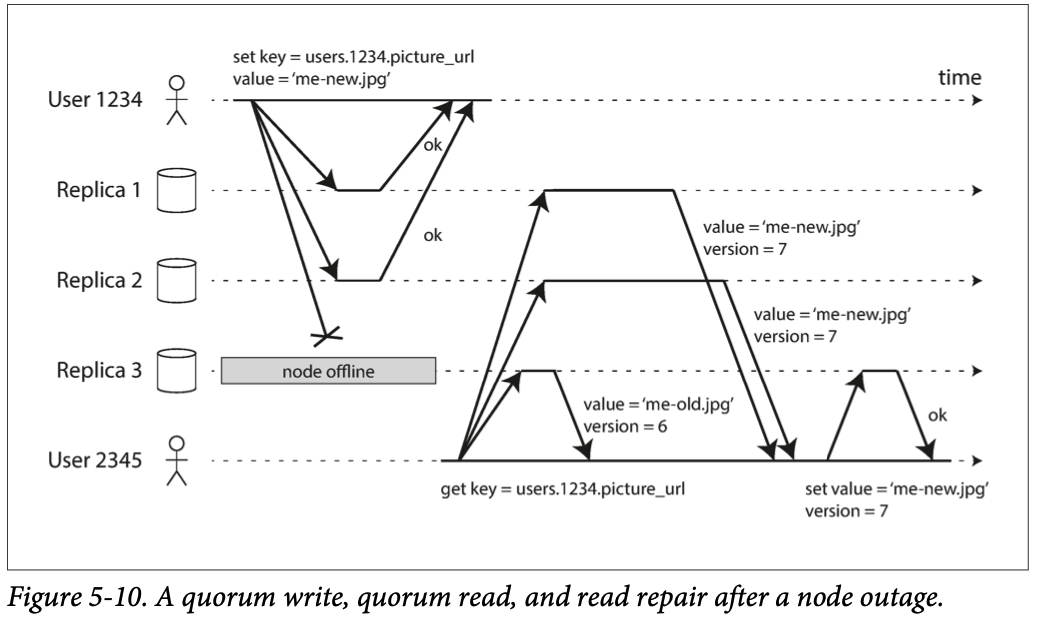 set key = users.1234.picture_url
value = ‘me-new.jpg’
time
User 1234
ok
Replica 1
value = ‘me-new.jpg’
version = 7
ok
Replica 2
value = ‘me-new.jpg’
version = 7
Replica 3
node offline
value = ‘me-old.jpg’
version = 6
ok
User 2345
get key = users.1234.picture_url
set value = ‘me-new.jpg’
version = 7
Figure 5-10. A quorum write, quorum read, and read repair after a node outage.